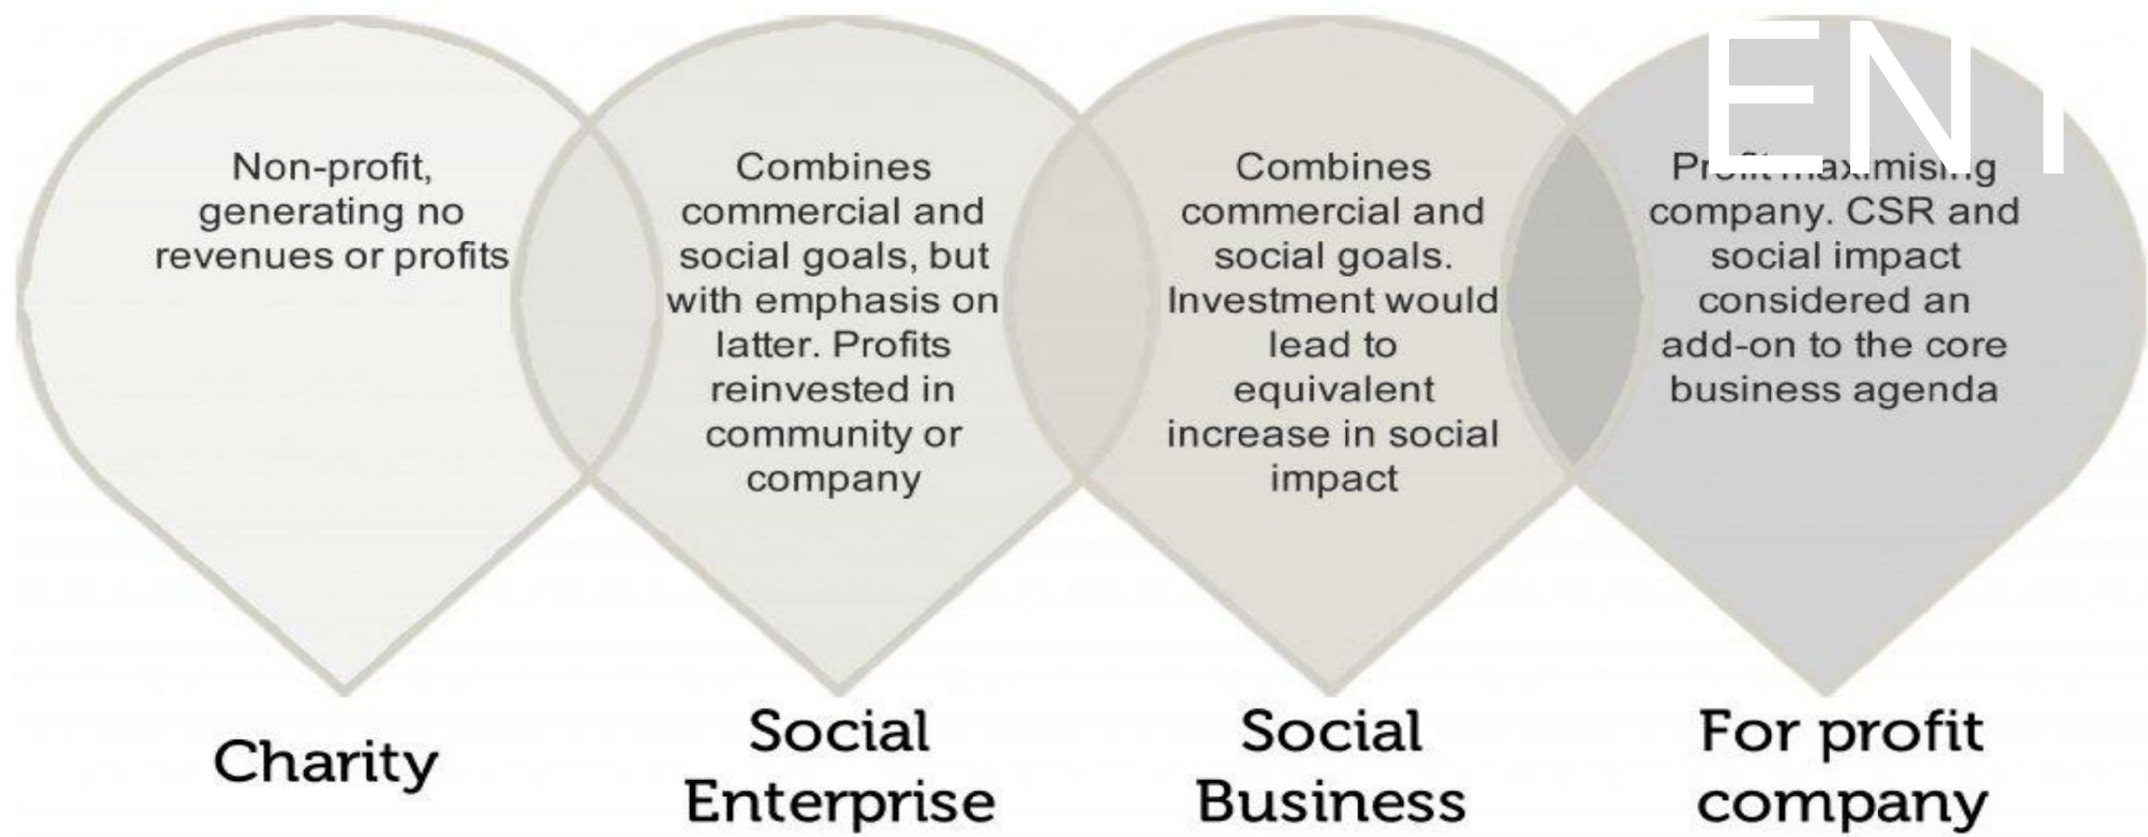 ENT
Non-profit,
generating no
revenues or profits
Combines
commercial and
social goals, but
with emphasis on
latter. Profits
reinvested in
community or
company
Combines
commercial and
social goals.
Investment would
lead to
equivalent
increase in social
impact
Profit maximising
company. CSR and
social impact
considered an
add-on to the core
business agenda
Charity
Social
Enterprise
Social
Business
For profit
company